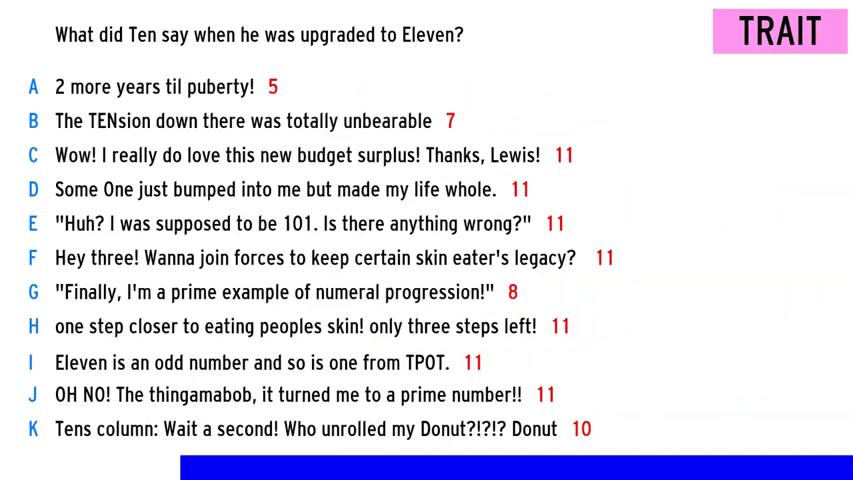 What did Ten say when he was upgraded to Eleven?
TRAIT
A 2 more years til puberty! 5
B The TENsion down there was totally unbearable 7
C Wow! I really do love this new budget surplus! Thanks, Lewis! 11
D Some One just bumped into me but made my life whole. 11
E "Huh? I was supposed to be 101. Is there anything wrong?" 11
F Hey three! Wanna join forces to keep certain skin eater's legacy? 11
G "Finally, I'm a prime example of numeral progression!" 8
H one step closer to eating peoples skin! only three steps left! 11
I Eleven is an odd number and so is one from TPOT. 11
J OH NO! The thingamabob, it turned me to a prime number!! 11
K Tens column: Wait a second! Who unrolled my Donut?!?!? Donut 10